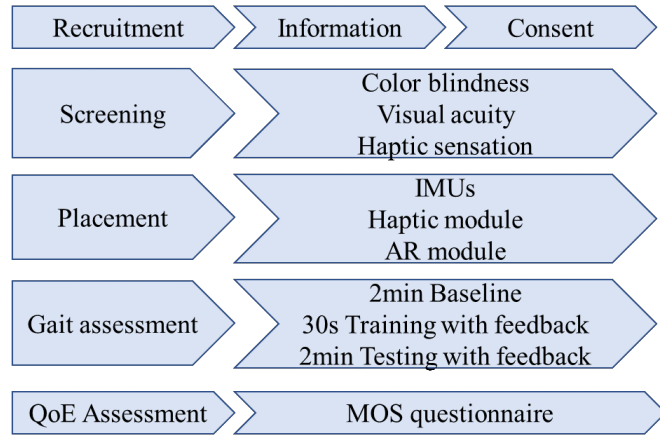 Recruitment
Information
Consent
Screening
Color blindness
Visual acuity
Haptic sensation
Placement
IMUs
Haptic module
AR module
Gait assessment
2min Baseline
30s Training with feedback
2min Testing with feedback
QoE Assessment
MOS questionnaire